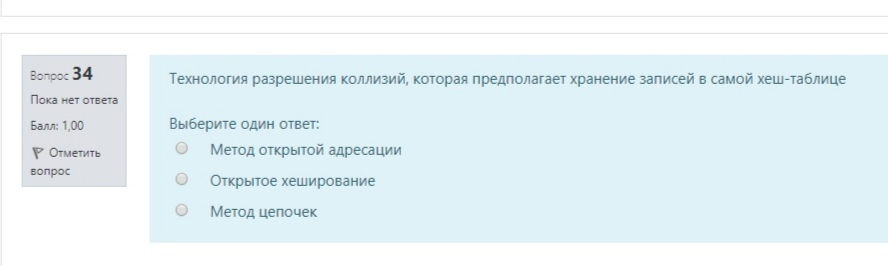 Вопрос 34
Пока нет ответа
Балл: 1,00
Отметить
вопрос
Технология разрешения коллизий, которая предполагает хранение записей в самой хеш-таблице
Выберите один ответ:
Метод открытой адресации
Открытое хеширование
Метод цепочек